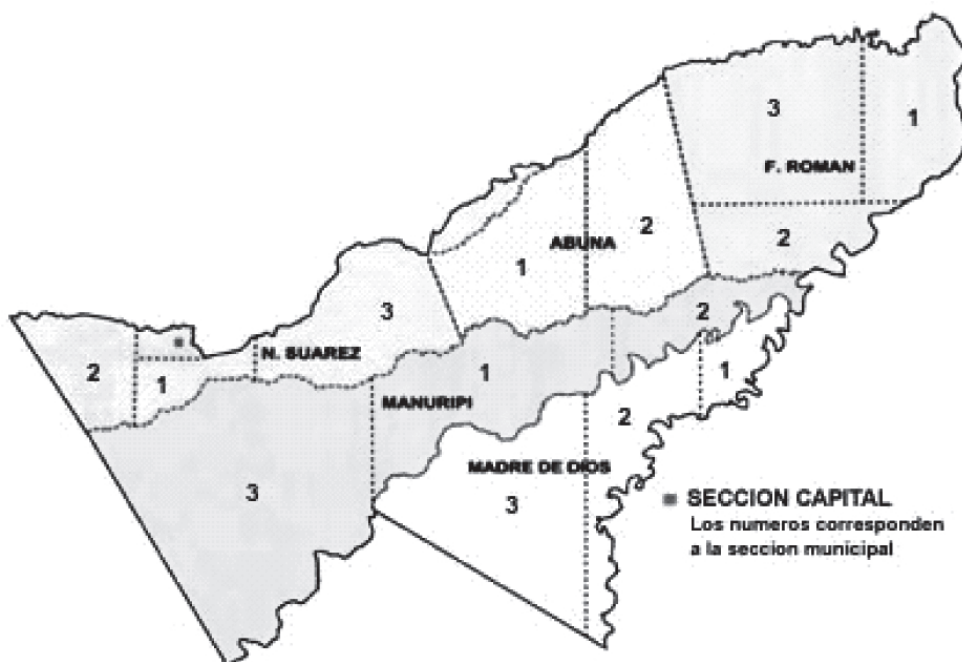 3
1
F. ROMAN
2
2
ABUNA
1
3
2
N. SUAREZ
2
1
1
1
MANURIPI
2
MADRE DE DIOS
3
3
SECCION CAPITAL
Los numeros corresponden
a la seccion municipal